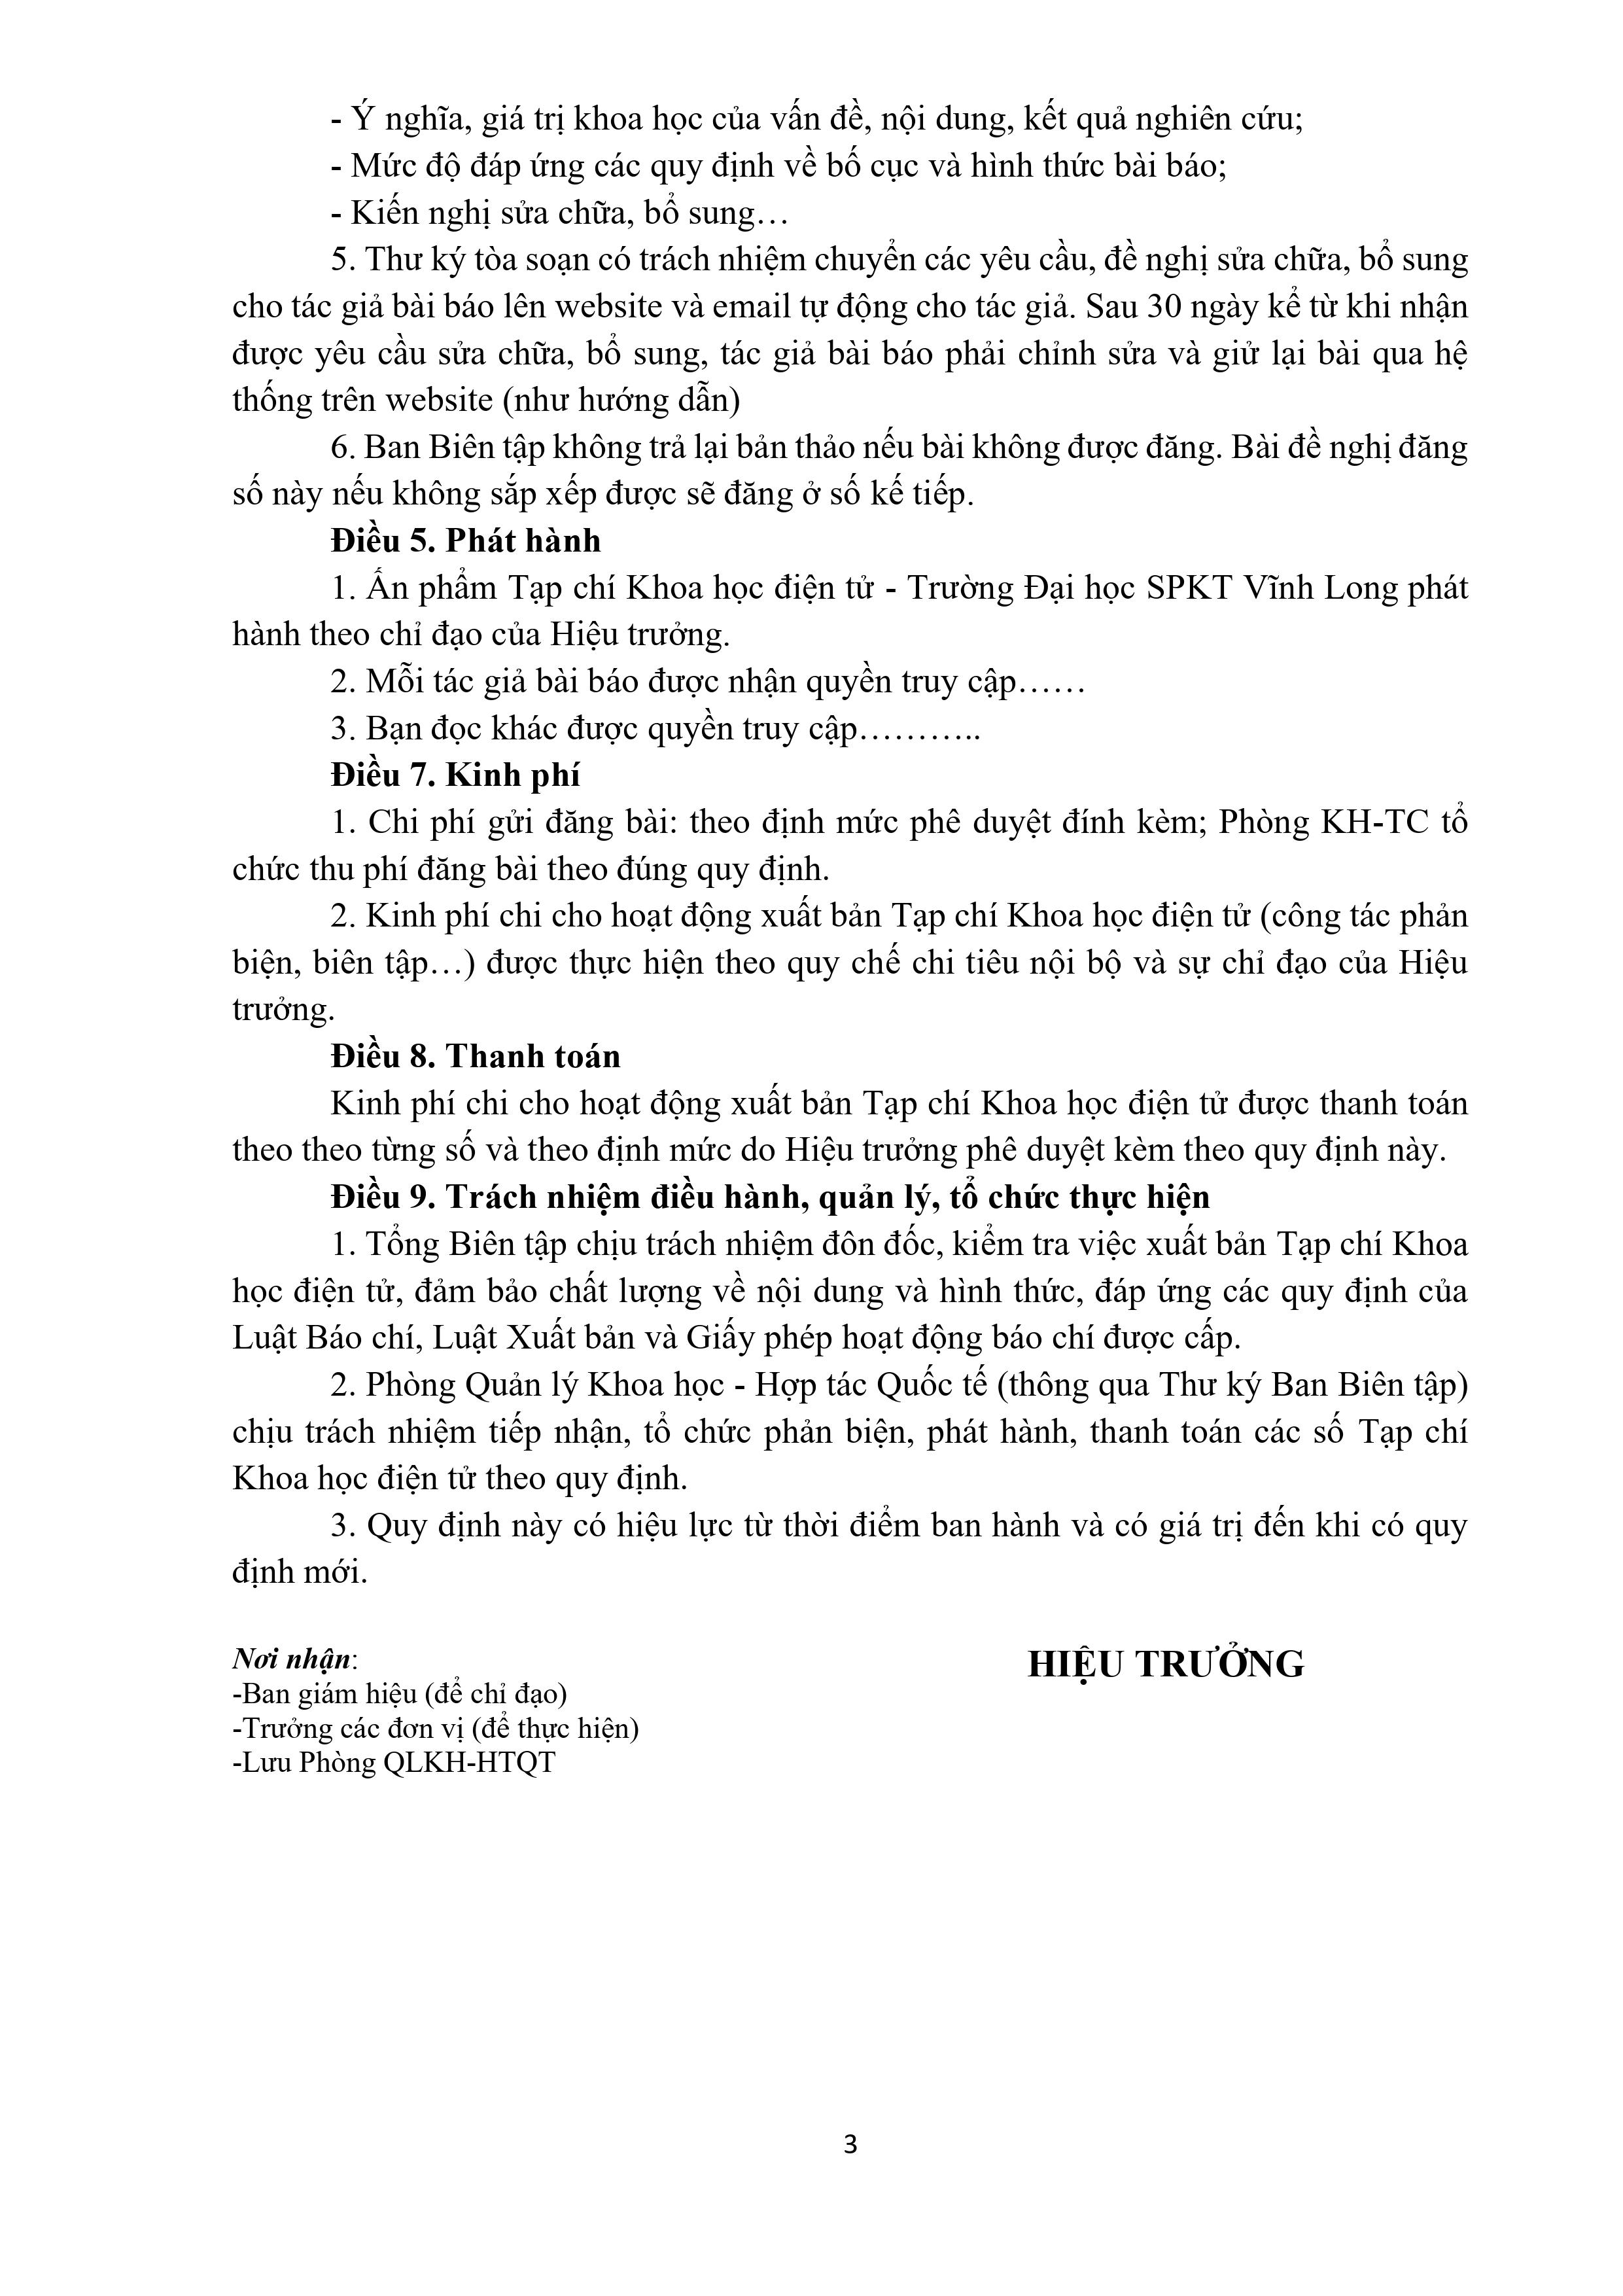 - Ý nghĩa, giá trị khoa học của vấn đề, nội dung, kết quả nghiên cứu;
- Mức độ đáp ứng các quy định về bố cục và hình thức bài báo;
- Kiến nghị sửa chữa, bổ sung…
5. Thư ký tòa soạn có trách nhiệm chuyển các yêu cầu, đề nghị sửa chữa, bổ sung
cho tác giả bài báo lên website và email tự động cho tác giả. Sau 30 ngày kể từ khi nhận
được yêu cầu sửa chữa, bổ sung, tác giả bài báo phải chỉnh sửa và giử lại bài qua hệ
thống trên website (như hướng dẫn)
6. Ban Biên tập không trả lại bản thảo nếu bài không được đăng. Bài đề nghị đăng
số này nếu không sắp xếp được sẽ đăng ở số kế tiếp.
Điều 5. Phát hành
1. Ấn phẩm Tạp chí Khoa học điện tử - Trường Đại học SPKT Vĩnh Long phát
hành theo chỉ đạo của Hiệu trưởng.
2. Mỗi tác giả bài báo được nhận quyền truy cập……
3. Bạn đọc khác được quyền truy cập………..
Điều 7. Kinh phí
1. Chi phí gửi đăng bài: theo định mức phê duyệt đính kèm; Phòng KH-TC tổ
chức thu phí đăng bài theo đúng quy định.
2. Kinh phí chi cho hoạt động xuất bản Tạp chí Khoa học điện tử (công tác phản
biện, biên tập…) được thực hiện theo quy chế chi tiêu nội bộ và sự chỉ đạo của Hiệu
trưởng.
Điều 8. Thanh toán
Kinh phí chi cho hoạt động xuất bản Tạp chí Khoa học điện tử được thanh toán
theo theo từng số và theo định mức do Hiệu trưởng phê duyệt kèm theo quy định này.
Điều 9. Trách nhiệm điều hành, quản lý, tổ chức thực hiện
1. Tổng Biên tập chịu trách nhiệm đôn đốc, kiểm tra việc xuất bản Tạp chí Khoa
học điện tử, đảm bảo chất lượng về nội dung và hình thức, đáp ứng các quy định của
Luật Báo chí, Luật Xuất bản và Giấy phép hoạt động báo chí được cấp.
2. Phòng Quản lý Khoa học - Hợp tác Quốc tế (thông qua Thư ký Ban Biên tập)
chịu trách nhiệm tiếp nhận, tổ chức phản biện, phát hành, thanh toán các số Tạp chí
Khoa học điện tử theo quy định.
3. Quy định này có hiệu lực từ thời điểm ban hành và có giá trị đến khi có quy
định mới.
Nơi nhận:
-Ban giám hiệu (để chỉ đạo)
-Trưởng các đơn vị (để thực hiện)
-Lưu Phòng QLKH-HTQT
HIỆU TRƯỞNG
3